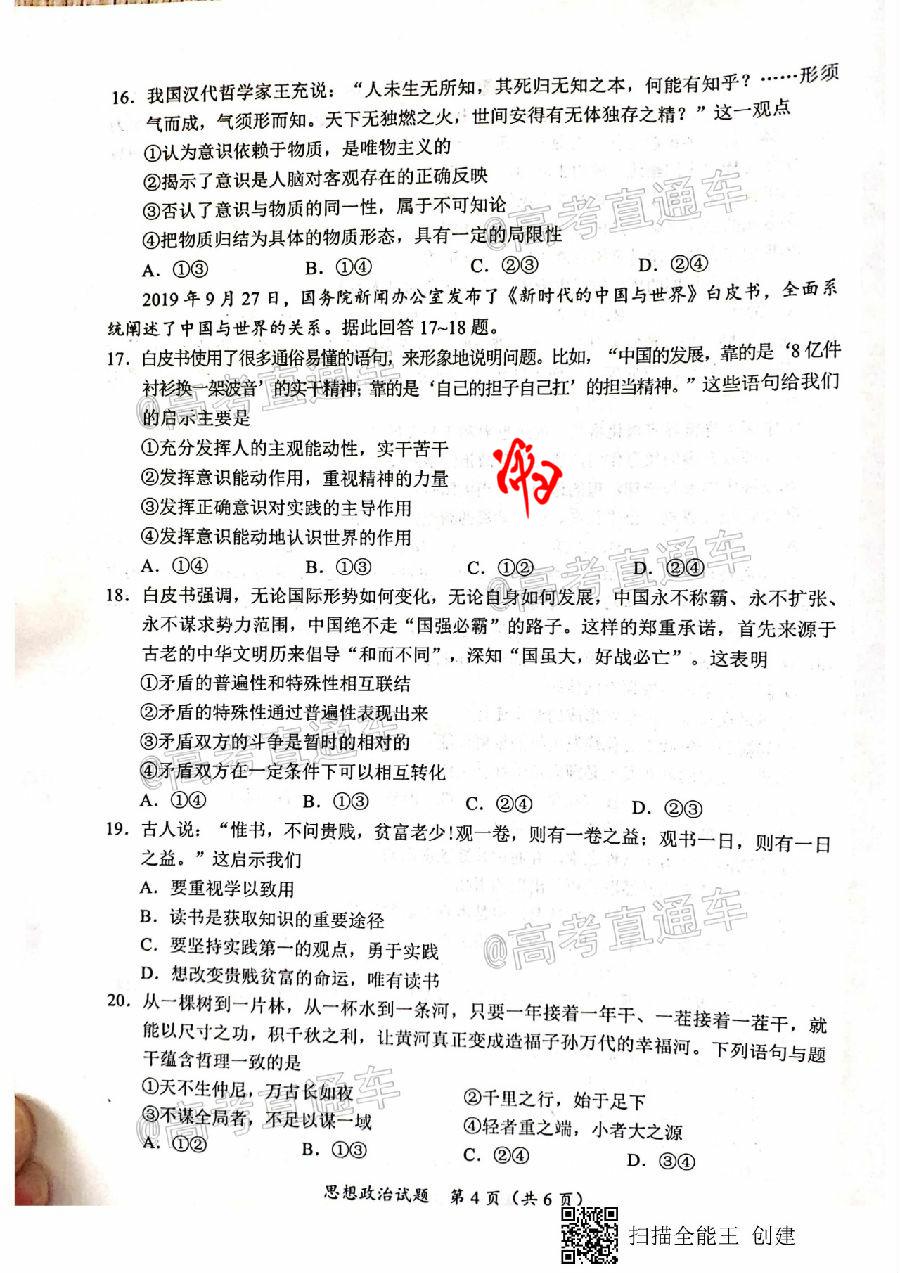 16. 我国汉代哲学家王充说：“人未生无所知，其死归无知之本，何能有知乎？……形须
气而成，气须形而知。天下无独燃之火，世间安得有无体独存之精？”这一观点
①认为意识依赖于物质，是唯物主义的
②揭示了意识是人脑对客观存在的正确反映
③否认了意识与物质的同一性，属于不可知论
④把物质归结为具体的物质形态，具有一定的局限性
A. ①③ B. ①④ C. ②③ D. ②④
2019年9月27日，国务院新闻办公室发布了《新时代的中国与世界》白皮书，全面系
统阐述了中国与世界的关系。据此回答17~18题。
17. 白皮书使用了很多通俗易懂的语句，来形象地说明问题。比如，“中国的发展，靠的是‘8亿件
衬衫换一架波音’的实干精神；靠的是‘自己的担子自己扛’的担当精神。”这些语句给我们
的启示主要是
①充分发挥人的主观能动性，实干苦干
②发挥意识能动作用，重视精神的力量
③发挥正确意识对实践的主导作用
④发挥意识能动地认识世界的作用
A. ①④ B. ②③ C. ①② D. ③④
18. 白皮书强调，无论国际形势如何变化，无论自身如何发展，中国永不称霸、永不扩张、
永不谋求势力范围，中国绝不走“国强必霸”的路子。这样的郑重承诺，首先来源于
古老的中华文明历来倡导“和而不同”，深知“国虽大，好战必亡”。这表明
①矛盾的普遍性和特殊性相互联结
②矛盾的特殊性通过普遍性表现出来
③矛盾双方的斗争是暂时的相对的
④矛盾双方在一定条件下可以相互转化
A. ①④ B. ①③ C. ②④ D. ②③
19. 古人说：“惟书，不问贵贱，贫富老少！观一卷，则有一卷之益；观书一日，则有一日
之益。”这启示我们
A. 要重视学以致用
B. 读书是获取知识的重要途径
C. 要坚持实践第一的观点，勇于实践
D. 想改变贵贱贫富的命运，唯有读书
20. 从一棵树到一片林，从一杯水到一条河，只要一年接着一年干、一茬接着一茬干，就
能以尺寸之功，积千秋之利，让黄河真正变成造福子孙万代的幸福河。下列语句与题
干蕴含哲理一致的是
①天不生仲尼，万古长如夜 ②千里之行，始于足下
③不谋全局者，不足以谋一域 ④轻者重之端，小者大之源
A. ①② B. ①③ C. ②④ D. ③④
思想政治试题 第4页（共6页）
扫描全能王 创建
@高考直通车
@高考直通车
@高考直通车
@高考直通车
@高考直通车
@高考直通车